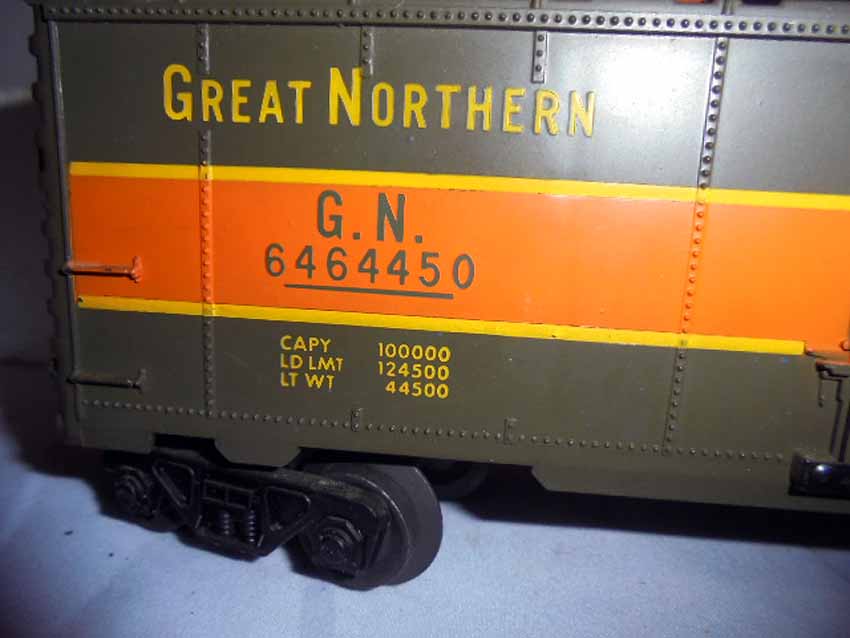 GREAT NORTHERN
G.N.
6464450
CAPY 100000
LD LMT 124500
LT WT 44500